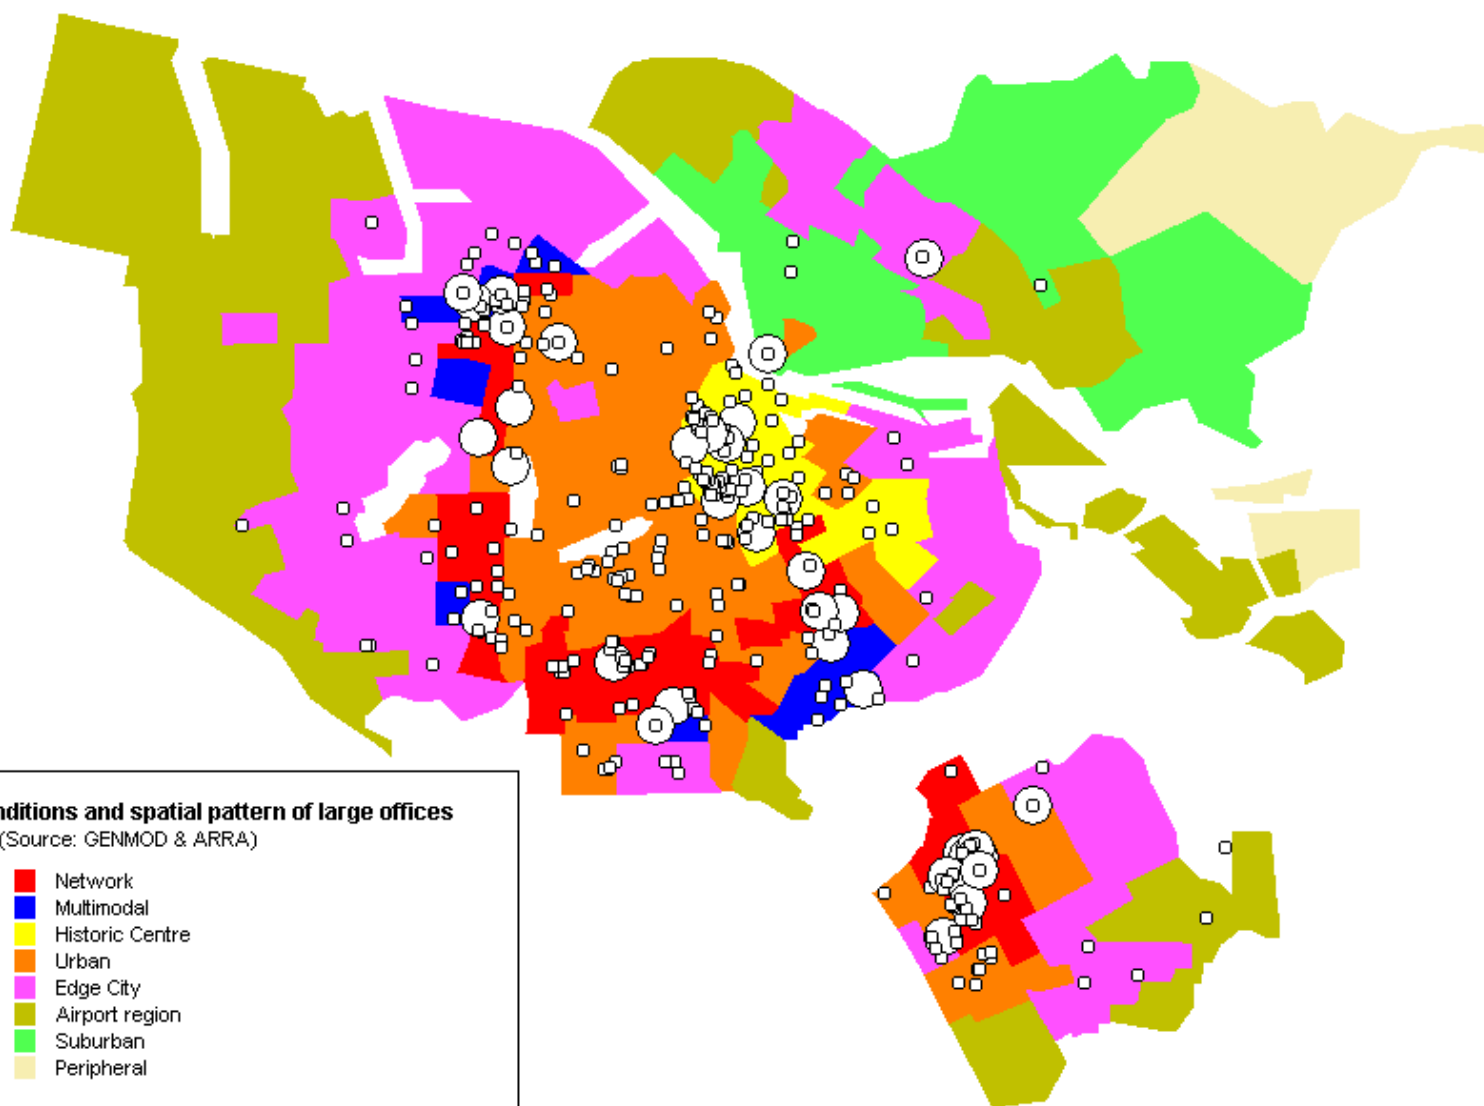 nditions and spatial pattern of large offices
(Source: GENMOD & ARRA)
Network
Multimodal
Historic Centre
Urban
Edge City
Airport region
Suburban
Peripheral